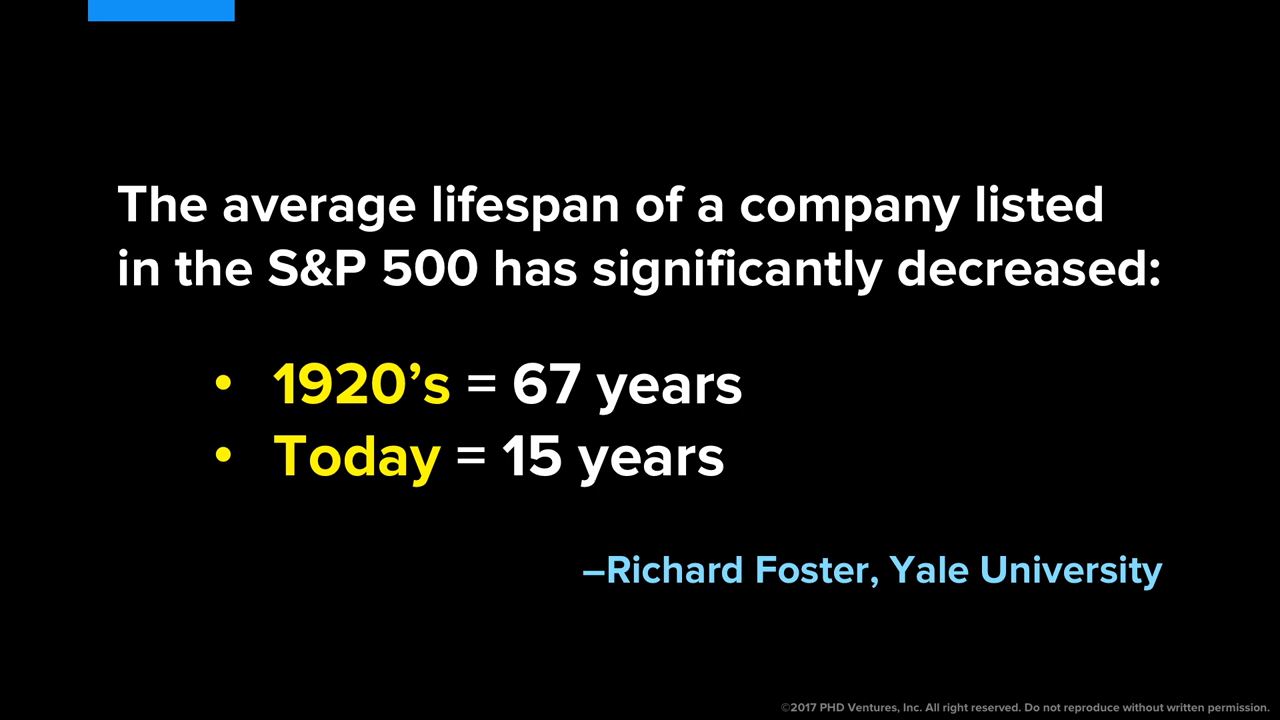 The average lifespan of a company listed
in the S&P 500 has significantly decreased:
• 1920’s = 67 years
• Today = 15 years
–Richard Foster, Yale University
©2017 PHD Ventures, Inc. All right reserved. Do not reproduce without written permission.